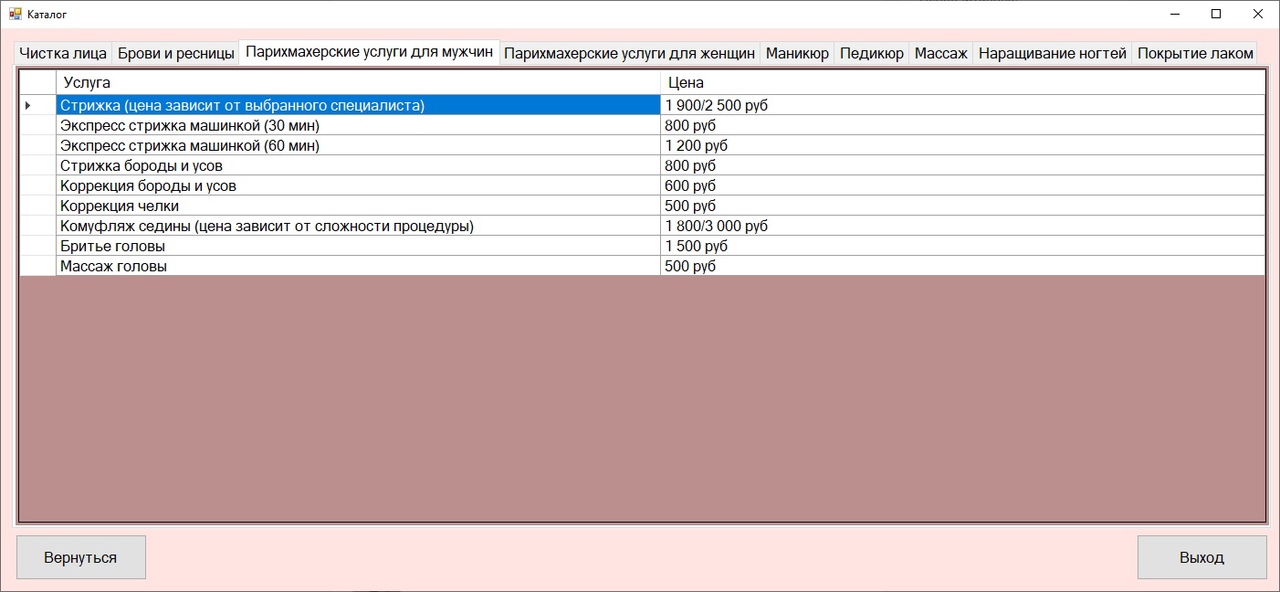 Каталог
Чистка лица Брови и ресницы Парихмахерские услуги для мужчин Парихмахерские услуги для женщин Маникюр Педикюр Массаж Наращивание ногтей Покрытие лаком
Услуга Цена
Стрижка (цена зависит от выбранного специалиста) 1 900/2 500 руб
Экспресс стрижка машинкой (30 мин) 800 руб
Экспресс стрижка машинкой (60 мин) 1 200 руб
Стрижка бороды и усов 800 руб
Коррекция бороды и усов 600 руб
Коррекция челки 500 руб
Комуфляж седины (цена зависит от сложности процедуры) 1 800/3 000 руб
Бритье головы 1 500 руб
Массаж головы 500 руб
Вернуться Выход